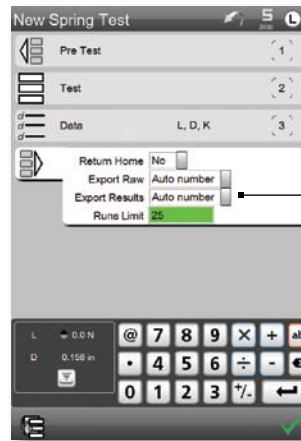 New Spring Test
5
2000
L
Pre Test
1
Test
2
d
d
d
Data
L, D, K
3
Return Home No
Export Raw Auto number
Export Results Auto number
Runs Limit 25
L 0.0 N
D 0.158 in
@ 7 8 9 × +
. 4 5 6 ÷ -
0 1 2 3 +/-